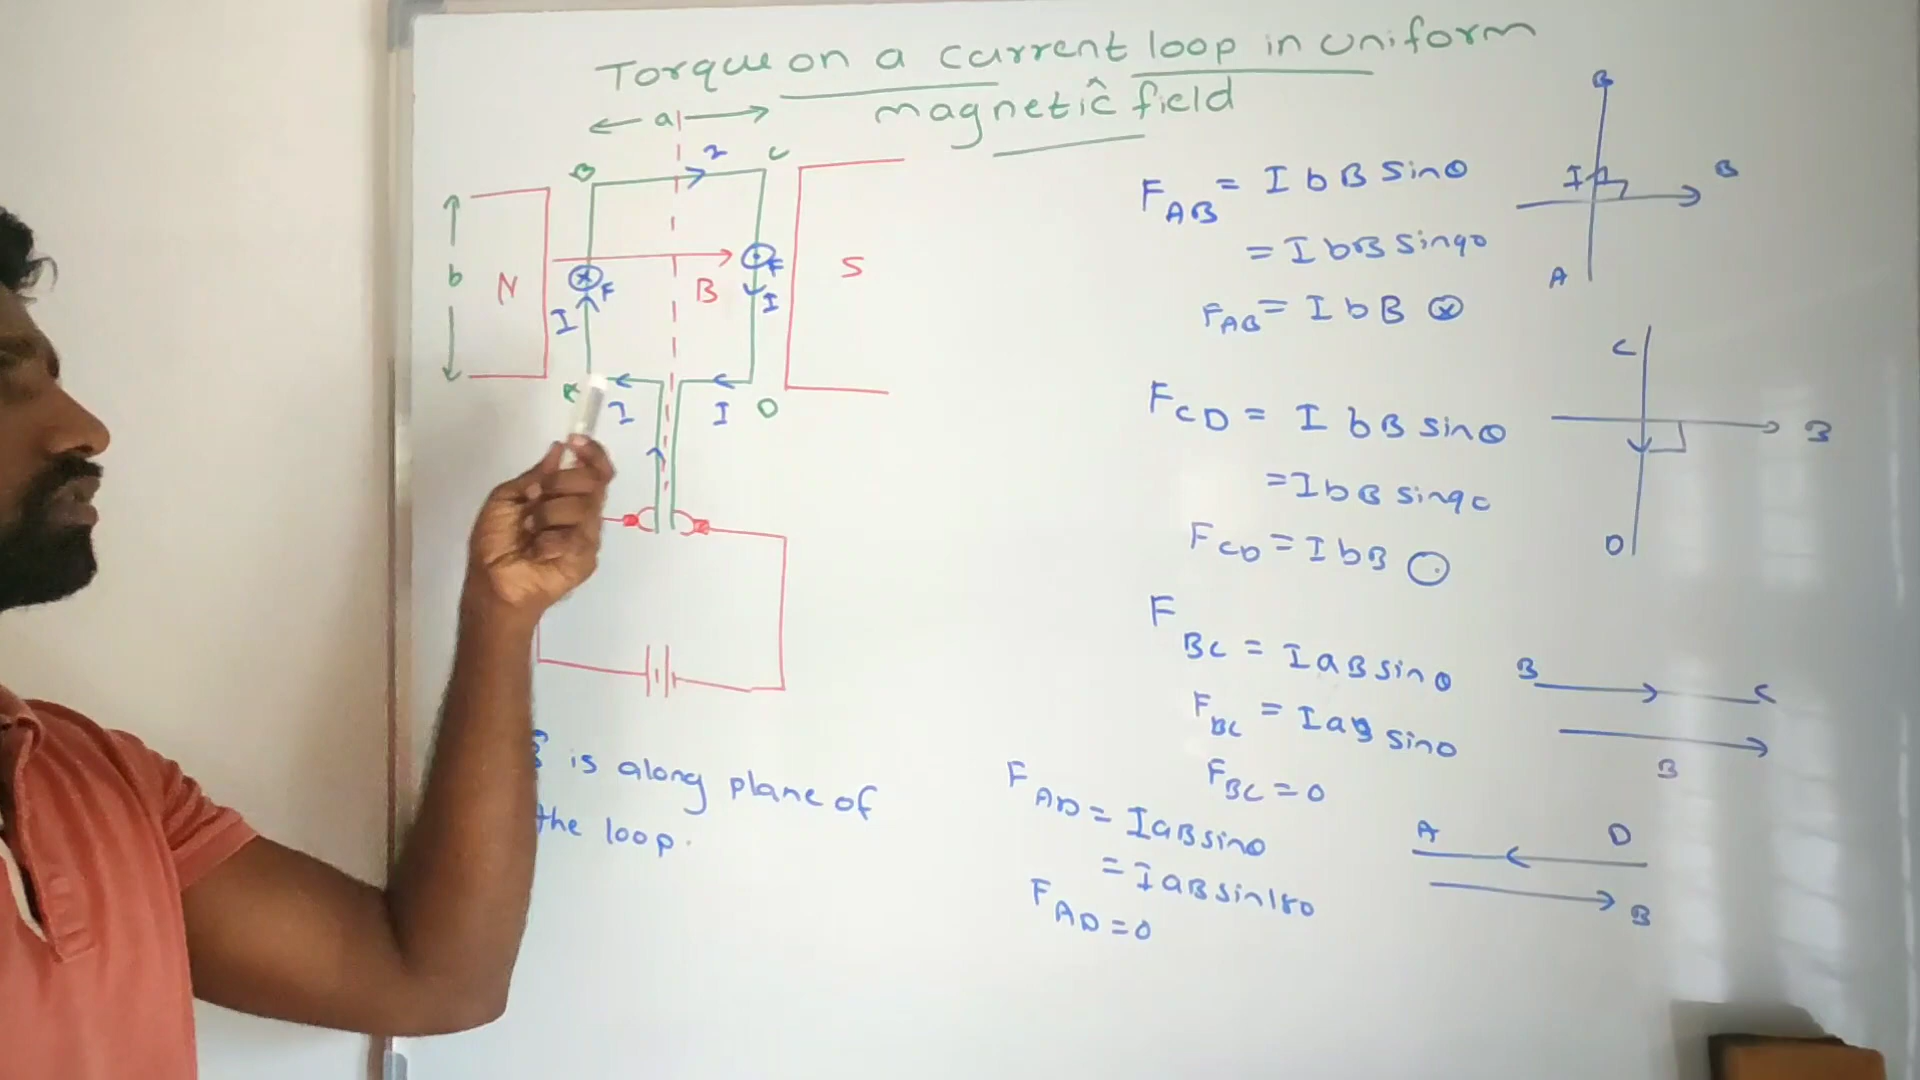 Torque on a current loop in uniform
magnetic field
a
B
C
I
b
N
F
B
F
S
I
I
A
I
I
D
B is along plane of
the loop.
F_AB = I b B sinθ
= I b B sin90
F_AB = I b B ⊗
B
I
B
A
F_CD = I b B sinθ
= I b B sin90
F_CD = I b B ⊙
C
B
D
F_BC = I a B sinθ
F_BC = I a B sin0
F_BC = 0
B
C
B
F_AD = I a B sinθ
= I a B sin180
F_AD = 0
A
D
B